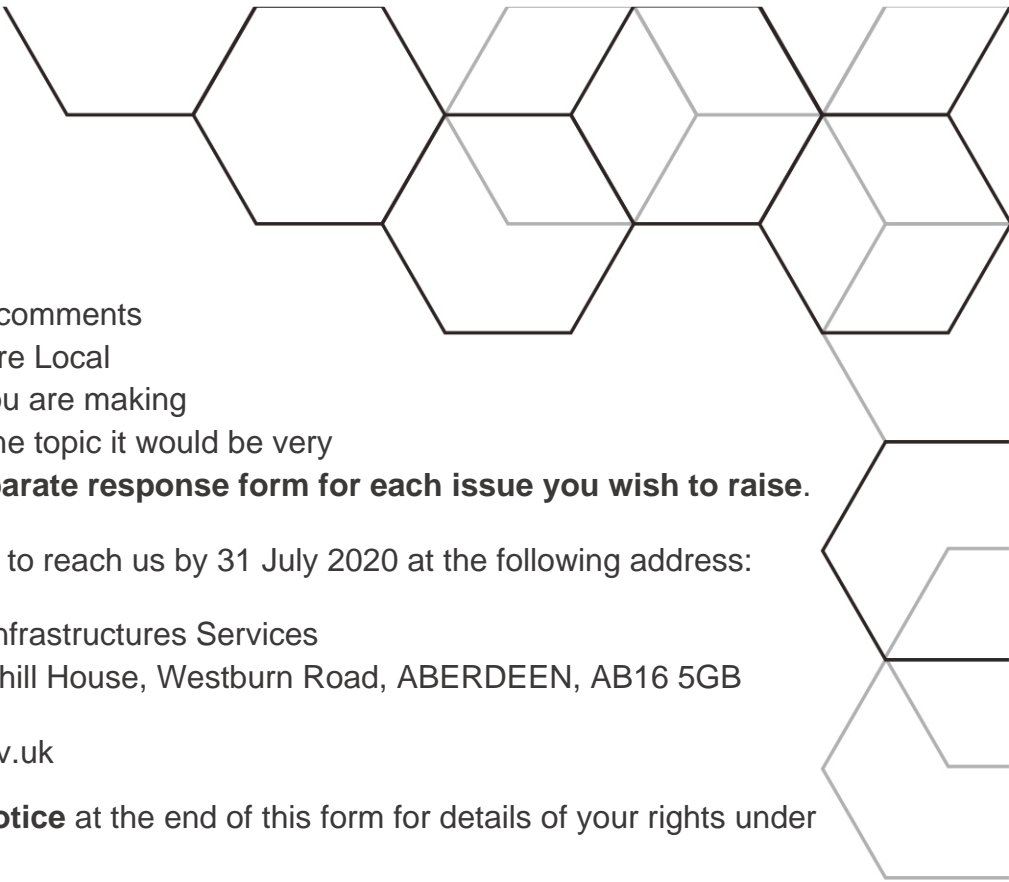 comments
re Local
ou are making
he topic it would be very
parate response form for each issue you wish to raise.
to reach us by 31 July 2020 at the following address:
nfrastructures Services
hill House, Westburn Road, ABERDEEN, AB16 5GB
v.uk
otice at the end of this form for details of your rights under